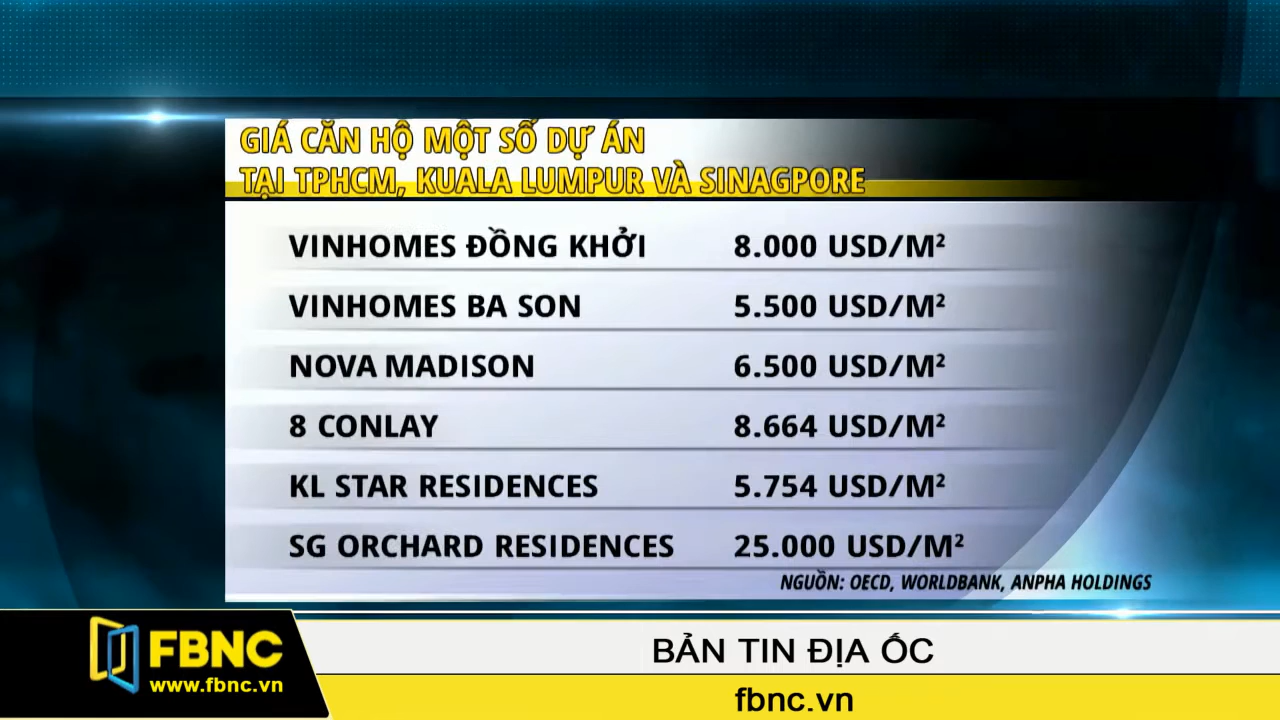 GIÁ CĂN HỘ MỘT SỐ DỰ ÁN
TẠI TPHCM, KUALA LUMPUR VÀ SINAGPORE
VINHOMES ĐỒNG KHỞI 8.000 USD/M²
VINHOMES BA SON 5.500 USD/M²
NOVA MADISON 6.500 USD/M²
8 CONLAY 8.664 USD/M²
KL STAR RESIDENCES 5.754 USD/M²
SG ORCHARD RESIDENCES 25.000 USD/M²
NGUỒN: OECD, WORLDBANK, ANPHA HOLDINGS
FBNC
www.fbnc.vn
BẢN TIN ĐỊA ỐC
fbnc.vn